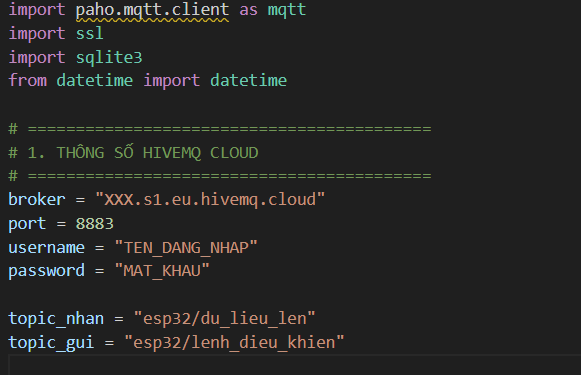 import paho.mqtt.client as mqtt
import ssl
import sqlite3
from datetime import datetime
# ==========================================
# 1. THÔNG SỐ HIVEMQ CLOUD
# ==========================================
broker = "XXX.s1.eu.hivemq.cloud"
port = 8883
username = "TEN_DANG_NHAP"
password = "MAT_KHAU"
topic_nhan = "esp32/du_lieu_len"
topic_gui = "esp32/lenh_dieu_khien"